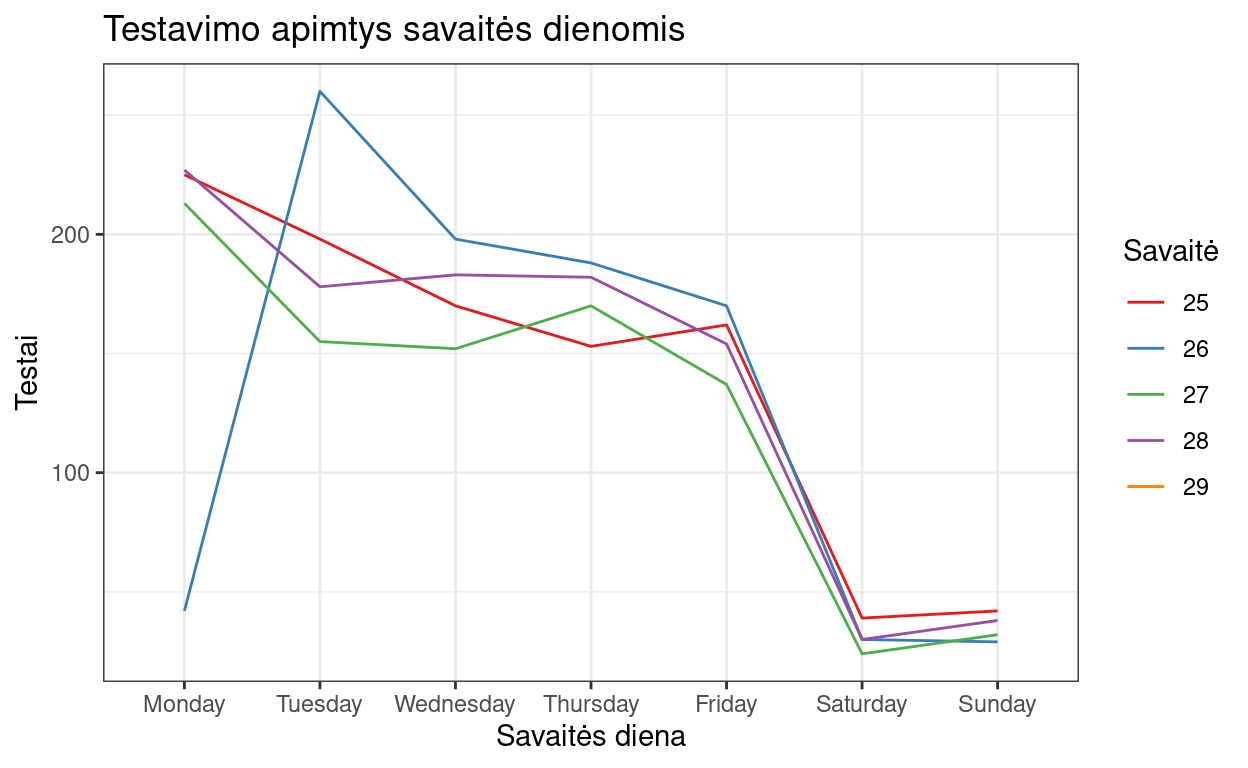 Testavimo apimtys savaitės dienomis
Testai
200
100
Monday Tuesday Wednesday Thursday Friday Saturday Sunday
Savaitės diena
Savaitė
25
26
27
28
29